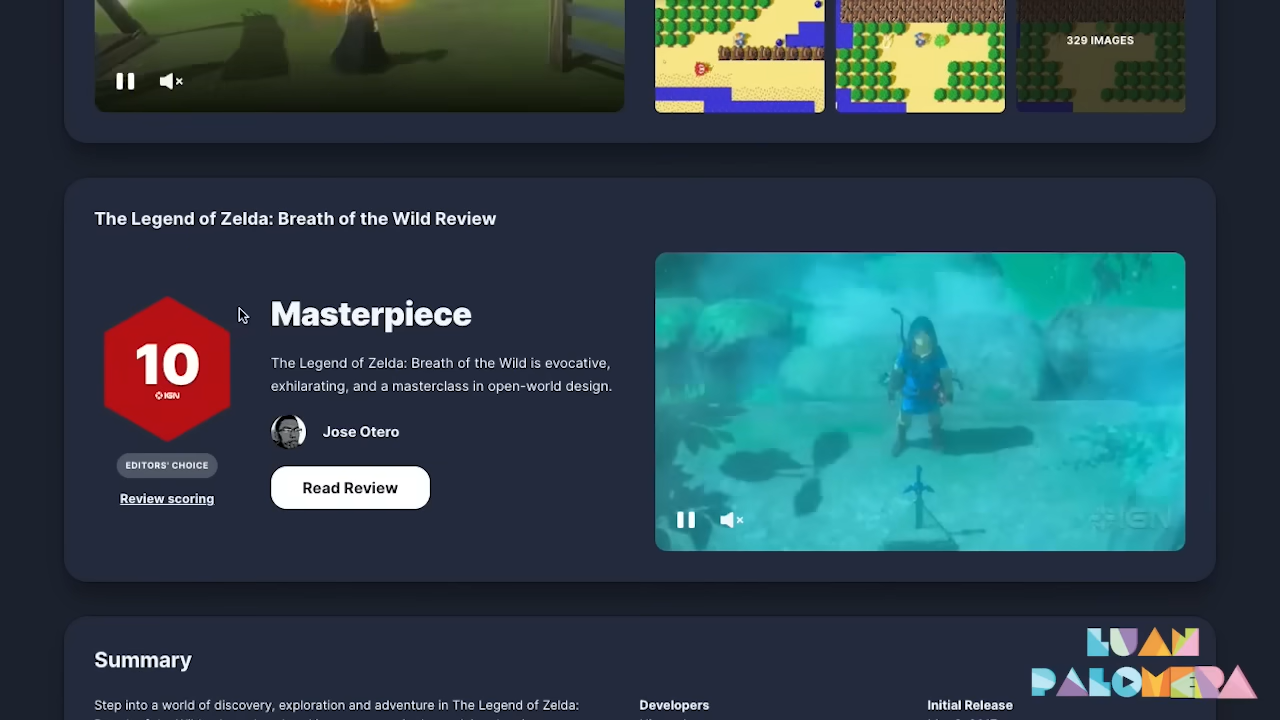 329 IMAGES
The Legend of Zelda: Breath of the Wild Review
10
IGN
EDITORS' CHOICE
Review scoring
Masterpiece
The Legend of Zelda: Breath of the Wild is evocative,
exhilarating, and a masterclass in open-world design.
Jose Otero
Read Review
IGN
Summary
Step into a world of discovery, exploration and adventure in The Legend of Zelda:
Developers
Initial Release
LUAN
PALOMERA